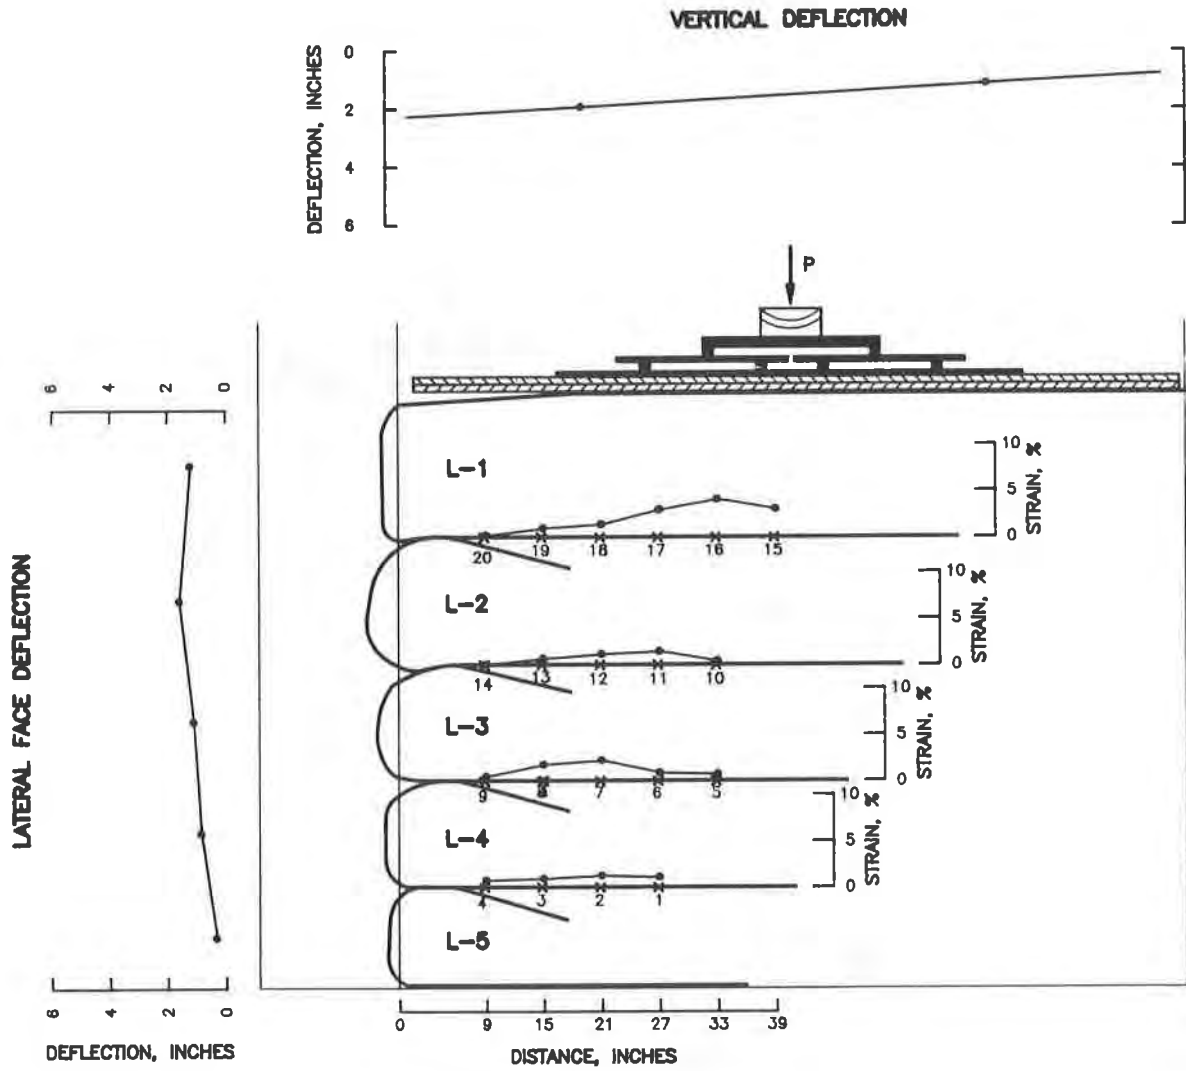 VERTICAL DEFLECTION
DEFLECTION, INCHES
0
2
4
6
P
6 4 2 0
LATERAL FACE DEFLECTION
L-1
10
5
0
STRAIN, %
20 19 18 17 16 15
L-2
10
5
0
STRAIN, %
14 13 12 11 10
L-3
10
5
0
STRAIN, %
9 8 7 6 5
L-4
10
5
0
STRAIN, %
4 3 2 1
L-5
6 4 2 0
DEFLECTION, INCHES
0 9 15 21 27 33 39
DISTANCE, INCHES